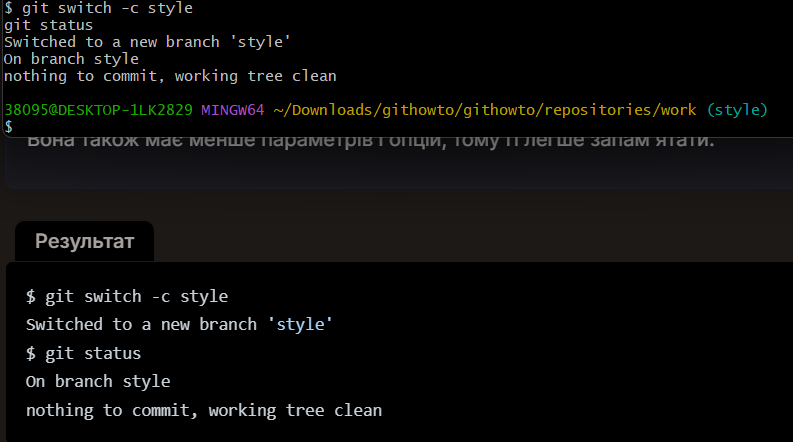 $ git switch -c style
git status
Switched to a new branch 'style'
On branch style
nothing to commit, working tree clean
38095@DESKTOP-1LK2829 MINGW64 ~/Downloads/githowto/githowto/repositories/work (style)
$
Вона також має менше параметрів і опцій, тому її легше запам'ятати.
Результат
$ git switch -c style
Switched to a new branch 'style'
$ git status
On branch style
nothing to commit, working tree clean